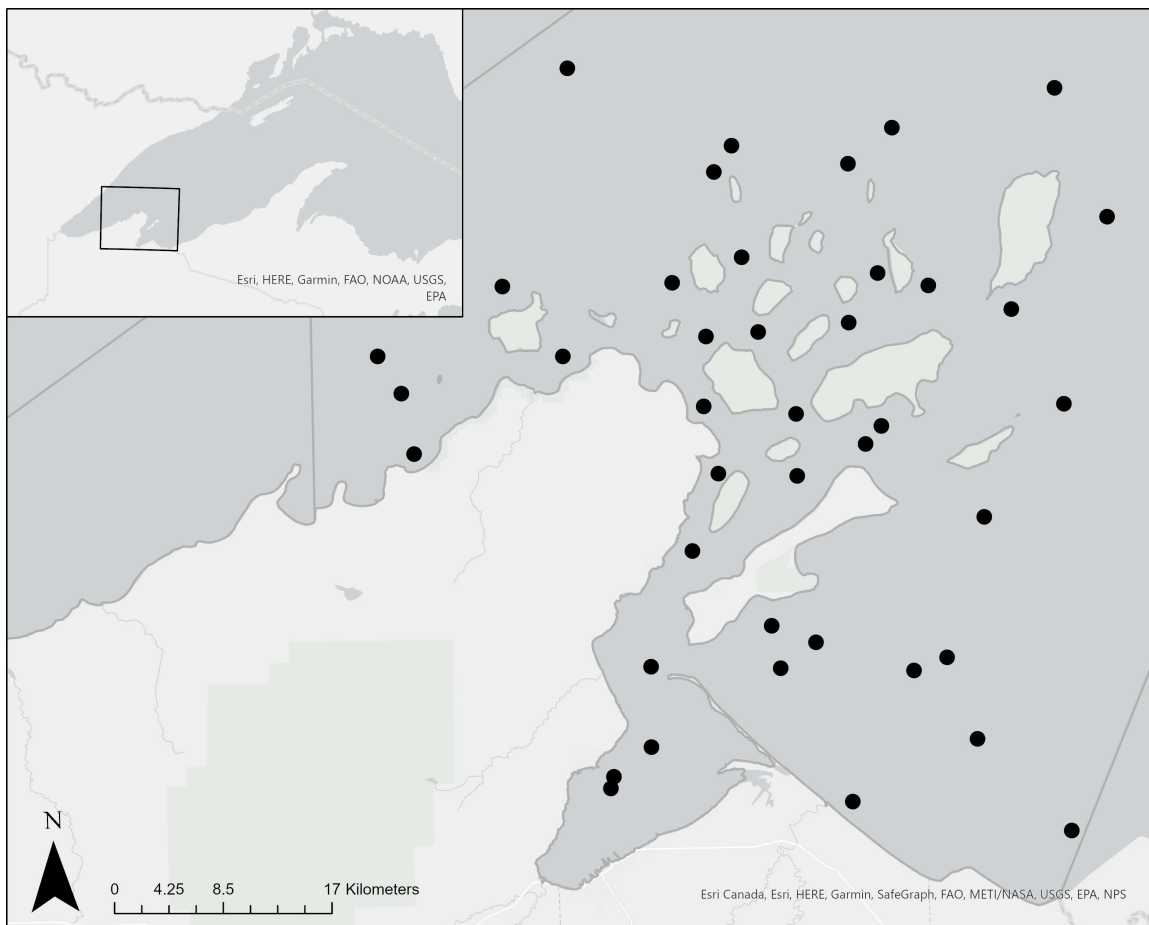 Esri, HERE, Garmin, FAO, NOAA, USGS,
EPA
N
0 4.25 8.5 17 Kilometers
Esri Canada, Esri, HERE, Garmin, SafeGraph, FAO, METI/NASA, USGS, EPA, NPS